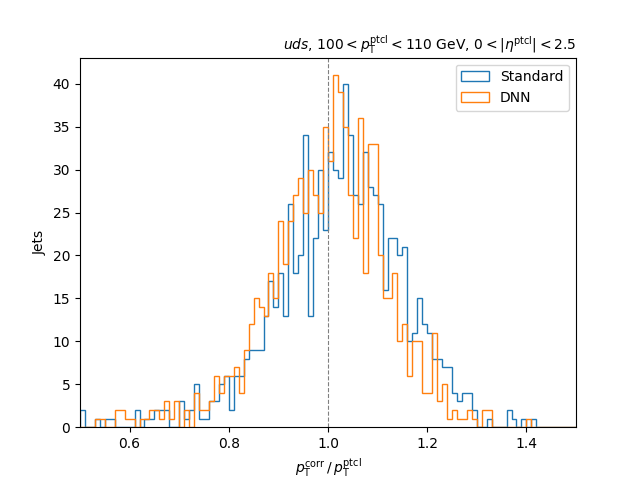 uds, 100 < p_T^ptcl < 110 GeV, 0 < |η^ptcl| < 2.5
Standard
DNN
Jets
40
35
30
25
20
15
10
5
0
0.6 0.8 1.0 1.2 1.4
p_T^corr / p_T^ptcl